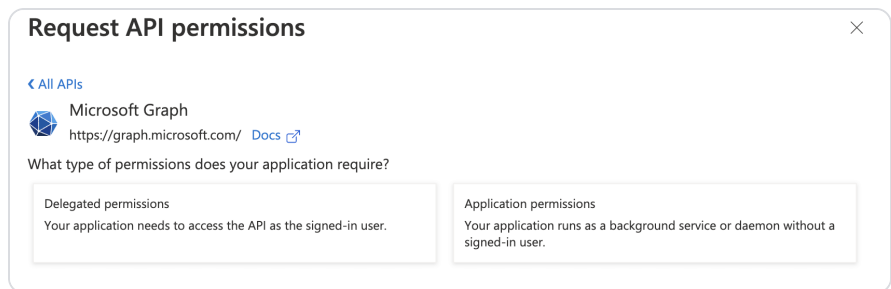 Request API permissions
All APIs
Microsoft Graph
https://graph.microsoft.com/ Docs
What type of permissions does your application require?
Delegated permissions
Your application needs to access the API as the signed-in user.
Application permissions
Your application runs as a background service or daemon without a
signed-in user.